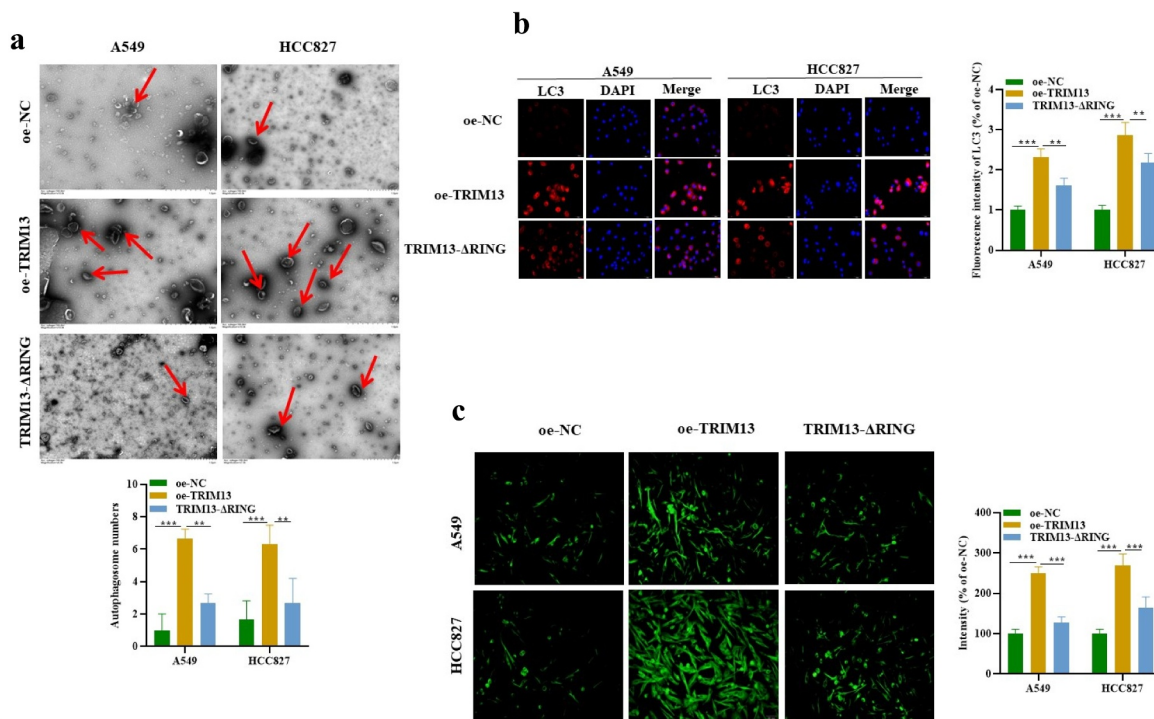 a
A549 HCC827
oe-NC
oe-TRIM13
TRIM13-ΔRING
Autophagosome numbers
oe-NC
oe-TRIM13
TRIM13-ΔRING
*** ** *** **
8
6
4
2
0
A549 HCC827
b
A549 HCC827
LC3 DAPI Merge LC3 DAPI Merge
oe-NC
oe-TRIM13
TRIM13-ΔRING
Fluorescence intensity of LC3 (% of oe-NC)
oe-NC
oe-TRIM13
TRIM13-ΔRING
*** ** *** **
4
3
2
1
0
A549 HCC827
c
oe-NC oe-TRIM13 TRIM13-ΔRING
A549
HCC827
Intensity (% of oe-NC)
oe-NC
oe-TRIM13
TRIM13-ΔRING
*** *** *** ***
400
300
200
100
0
A549 HCC827